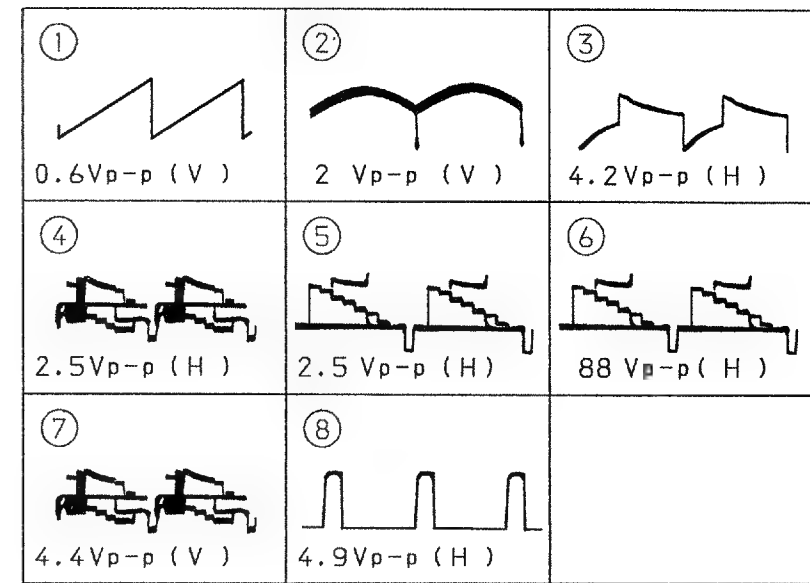 ① ② ③
0.6Vp-p ( V ) 2 Vp-p ( V ) 4.2Vp-p ( H )
④ ⑤ ⑥
2.5Vp-p ( H ) 2.5 Vp-p ( H ) 88 Vp-p ( H )
⑦ ⑧
4.4Vp-p ( V ) 4.9Vp-p ( H )